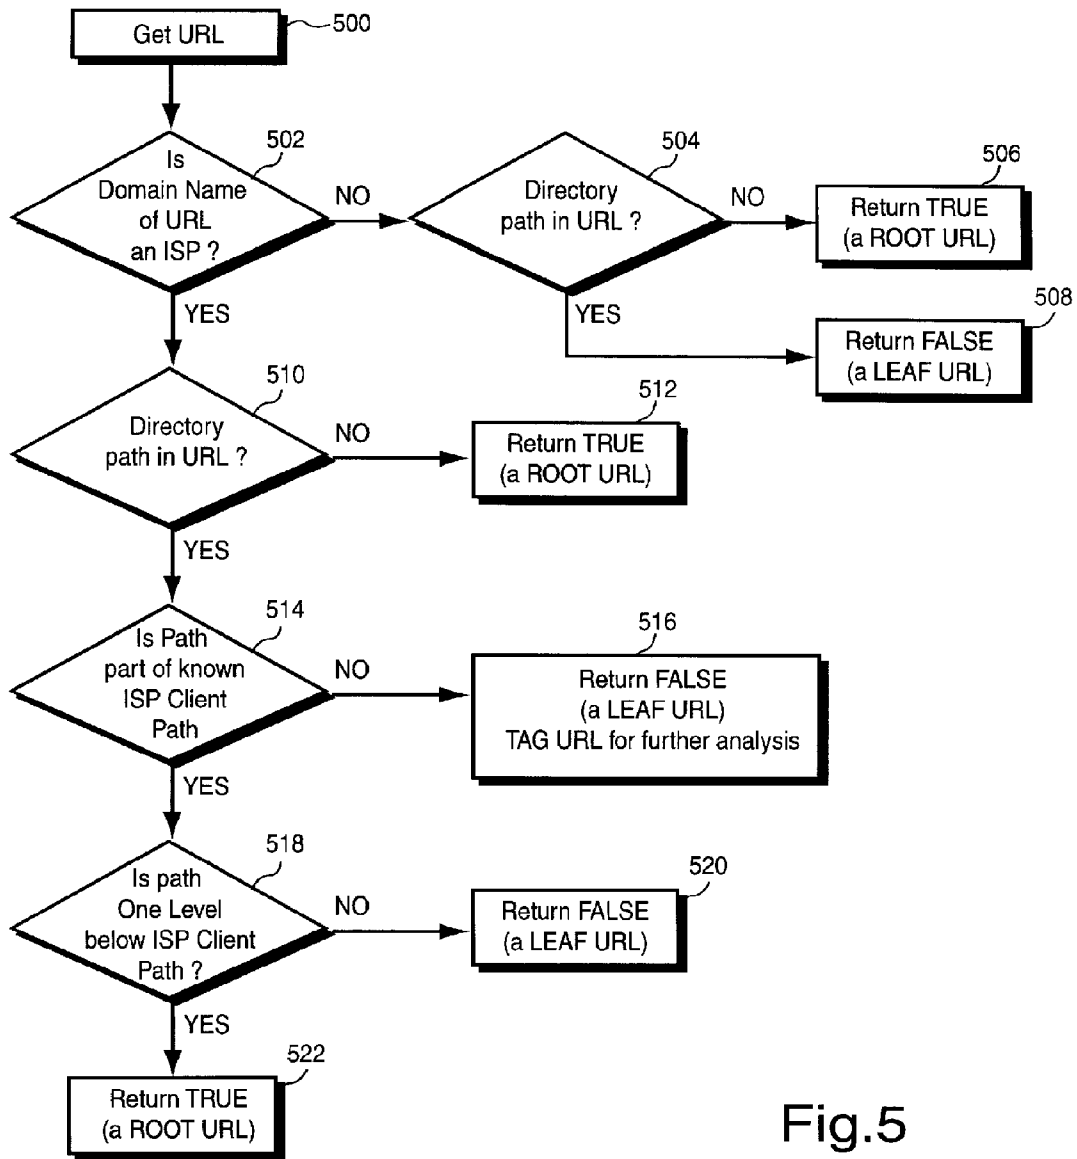 Get URL
500
Is
Domain Name
of URL
an ISP ?
502
NO
YES
Directory
path in URL ?
504
NO
YES
Return TRUE
(a ROOT URL)
506
Return FALSE
(a LEAF URL)
508
Directory
path in URL ?
510
NO
YES
Return TRUE
(a ROOT URL)
512
Is Path
part of known
ISP Client
Path
514
NO
YES
Return FALSE
(a LEAF URL)
TAG URL for further analysis
516
Is path
One Level
below ISP Client
Path ?
518
NO
YES
Return FALSE
(a LEAF URL)
520
Return TRUE
(a ROOT URL)
522
Fig.5